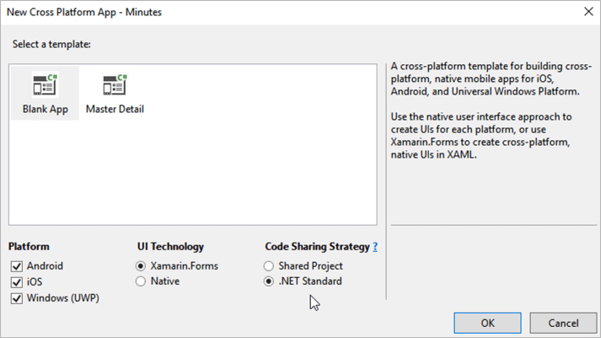 New Cross Platform App - Minutes
Select a template:
C#
Blank App
C#
Master Detail
A cross-platform template for building cross-
platform, native mobile apps for iOS,
Android, and Universal Windows Platform.
Use the native user interface approach to
create UIs for each platform, or use
Xamarin.Forms to create cross-platform,
native UIs in XAML.
Platform
Android
iOS
Windows (UWP)
UI Technology
Xamarin.Forms
Native
Code Sharing Strategy ?
Shared Project
.NET Standard
OK
Cancel